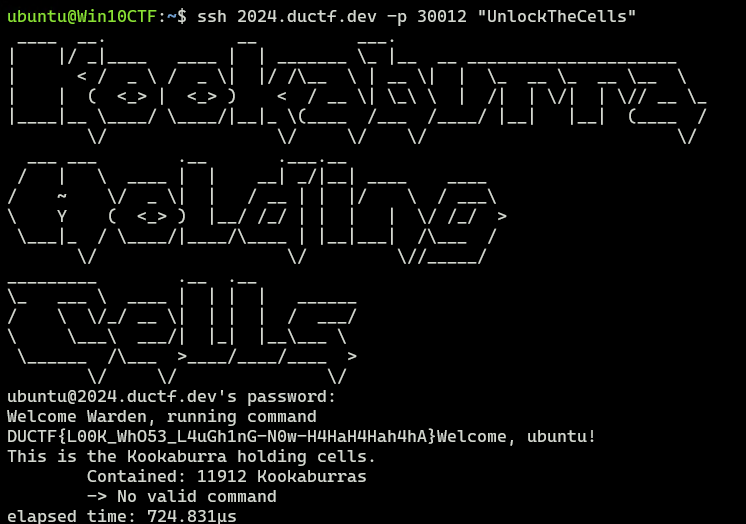 ubuntu@Win10CTF:~$ ssh 2024.ductf.dev -p 30012 "UnlockTheCells"
Kookaburra
Holding
Cells
ubuntu@2024.ductf.dev's password:
Welcome Warden, running command
DUCTF{L00K_WhO53_L4uGh1nG-N0w-H4HaH4Hah4hA}Welcome, ubuntu!
This is the Kookaburra holding cells.
Contained: 11912 Kookaburras
-> No valid command
elapsed time: 724.831µs